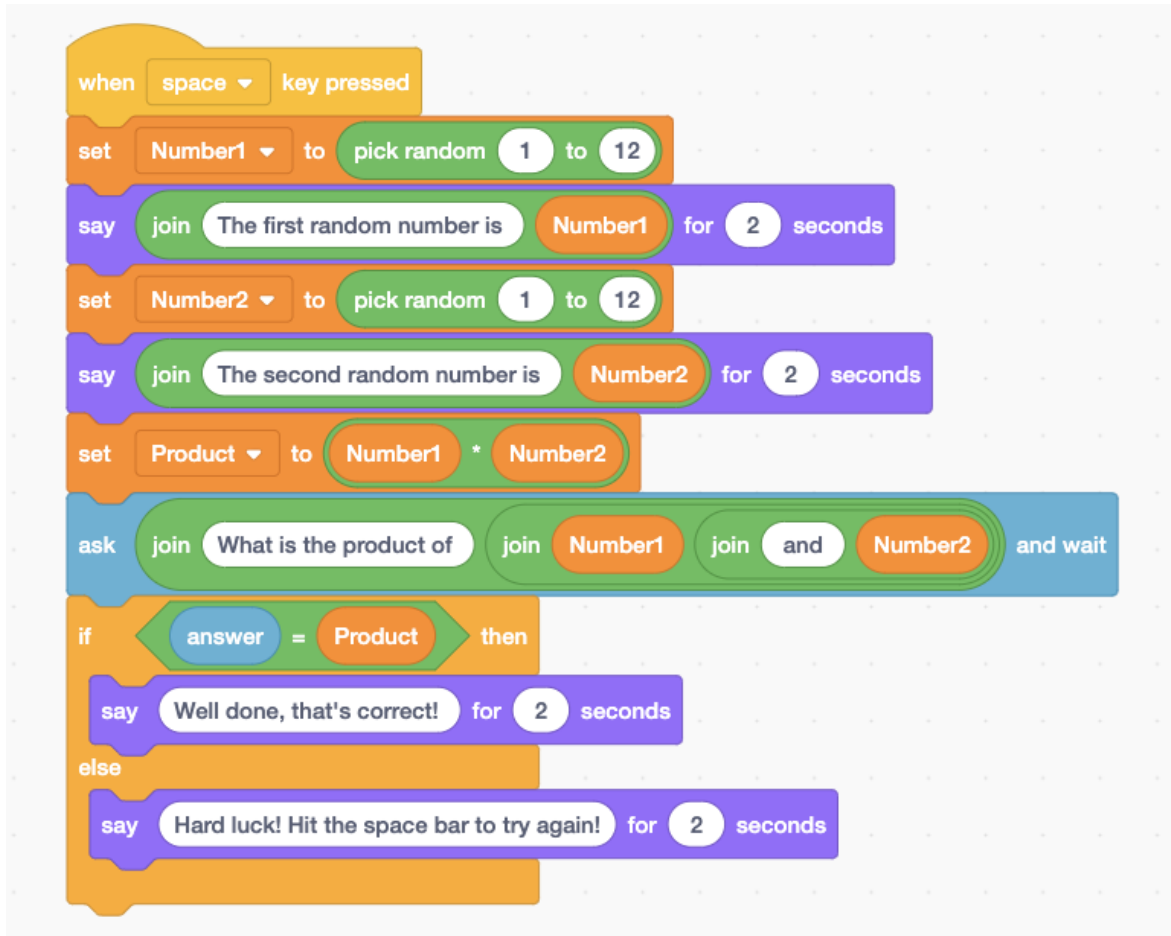 when space key pressed
set Number1 to pick random 1 to 12
say join The first random number is Number1 for 2 seconds
set Number2 to pick random 1 to 12
say join The second random number is Number2 for 2 seconds
set Product to Number1 * Number2
ask join What is the product of join Number1 join and Number2 and wait
if answer = Product then
say Well done, that's correct! for 2 seconds
else
say Hard luck! Hit the space bar to try again! for 2 seconds